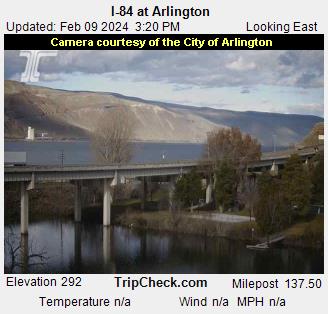 I-84 at Arlington
Updated: Feb 09 2024 3:20 PM Looking East
Camera courtesy of the City of Arlington
Elevation 292 TripCheck.com Milepost 137.50
Temperature n/a Wind n/a MPH n/a